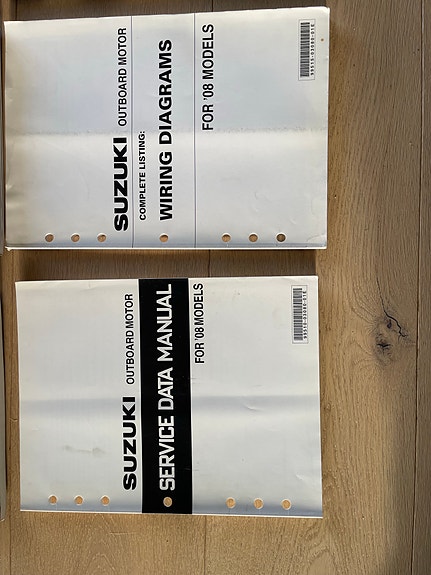 SUZUKI OUTBOARD MOTOR
COMPLETE LISTING:
WIRING DIAGRAMS
FOR '08 MODELS
SUZUKI OUTBOARD MOTOR
SERVICE DATA MANUAL
FOR '08 MODELS